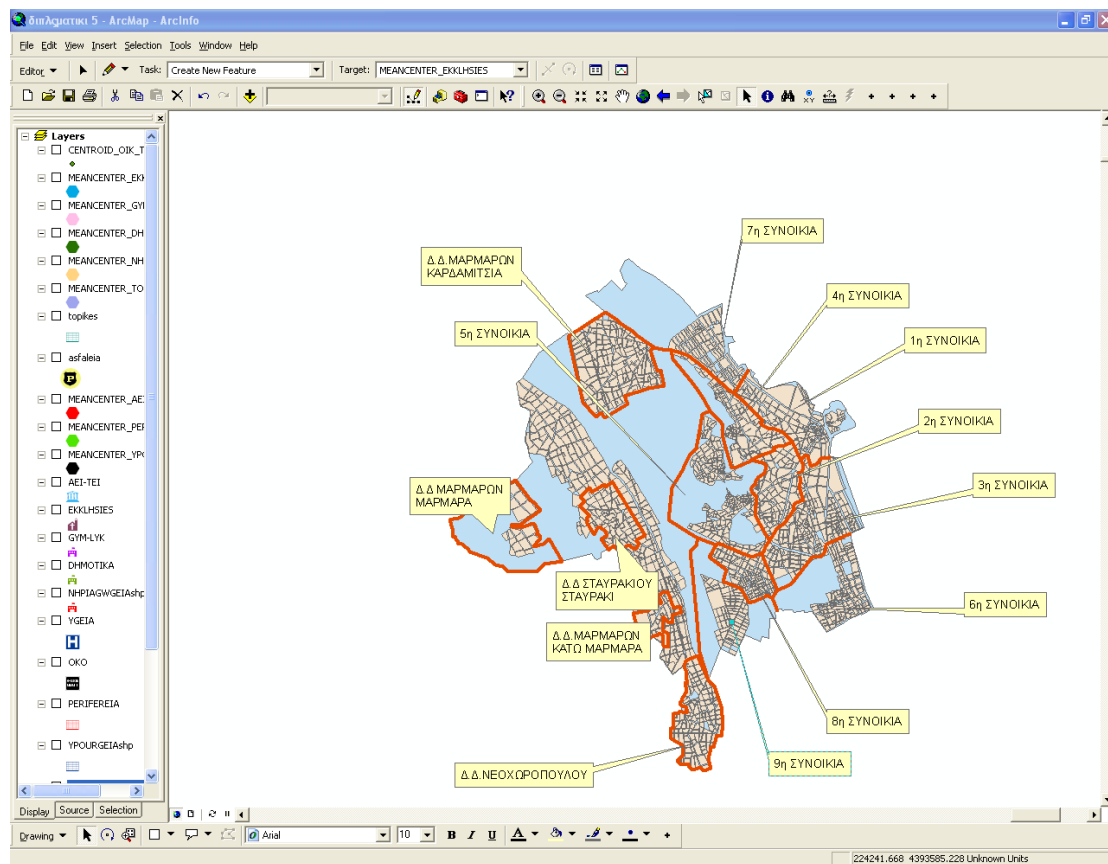 διπλωματικι 5 - ArcMap - ArcInfo
File Edit View Insert Selection Tools Window Help
Editor Task: Create New Feature Target: MEANCENTER_EKKLHSIES
Layers
CENTROID_OIK_T
MEANCENTER_EKK
MEANCENTER_GYI
MEANCENTER_DH
MEANCENTER_NH
MEANCENTER_TO
topikes
asfaleia
P
MEANCENTER_AEI
MEANCENTER_PER
MEANCENTER_YPO
AEI-TEI
EKKLHSIES
GYM-LYK
DHMOTIKA
NHPIAGWGEIAshp
YGEIA
H
OKO
PERIFEREIA
YPOURGEIAshp
Display Source Selection
7η ΣΥΝΟΙΚΙΑ
Δ.Δ.ΜΑΡΜΑΡΩΝ
ΚΑΡΔΑΜΙΤΣΙΑ
4η ΣΥΝΟΙΚΙΑ
5η ΣΥΝΟΙΚΙΑ
1η ΣΥΝΟΙΚΙΑ
2η ΣΥΝΟΙΚΙΑ
3η ΣΥΝΟΙΚΙΑ
Δ.Δ ΜΑΡΜΑΡΩΝ
ΜΑΡΜΑΡΑ
Δ.Δ ΣΤΑΥΡΑΚΙΟΥ
ΣΤΑΥΡΑΚΙ
6η ΣΥΝΟΙΚΙΑ
Δ.Δ.ΜΑΡΜΑΡΩΝ
ΚΑΤΩ ΜΑΡΜΑΡΑ
8η ΣΥΝΟΙΚΙΑ
9η ΣΥΝΟΙΚΙΑ
Δ.Δ.ΝΕΟΧΩΡΟΠΟΥΛΟΥ
Drawing Arial 10 B I U A
224241.668 4393585.228 Unknown Units